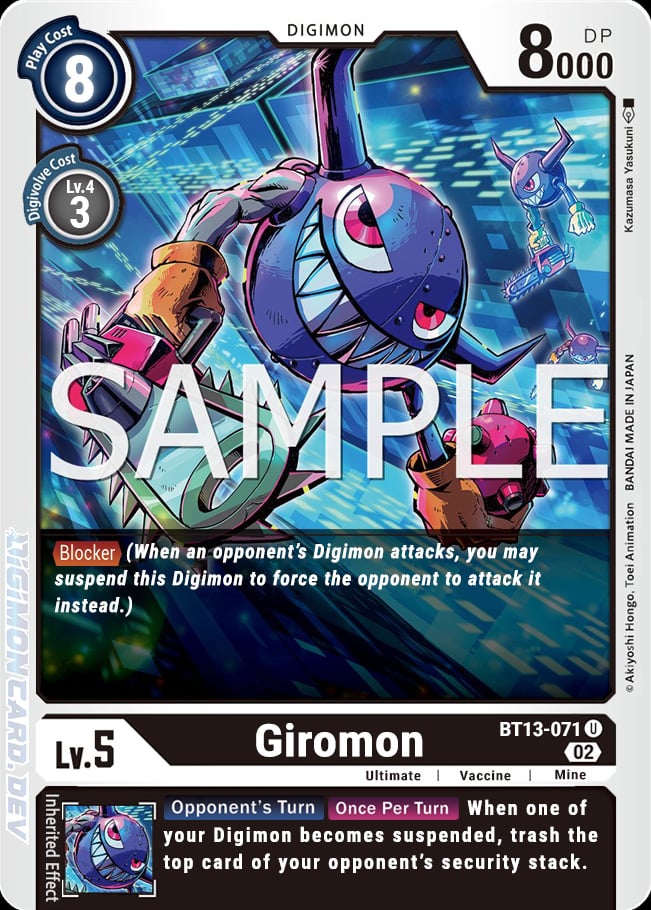 DIGIMON
Play Cost
8
DP
8000
Digivolve Cost
Lv.4
3
Kazumasa Yasukuni
SAMPLE
BANDAI MADE IN JAPAN
© Akiyoshi Hongo, Toei Animation
Blocker (When an opponent's Digimon attacks, you may
suspend this Digimon to force the opponent to attack it
instead.)
DIGIMONCARD.DEV
Lv.5
Giromon
BT13-071 U
02
Ultimate | Vaccine | Mine
Inherited Effect
Opponent's Turn Once Per Turn When one of
your Digimon becomes suspended, trash the
top card of your opponent's security stack.